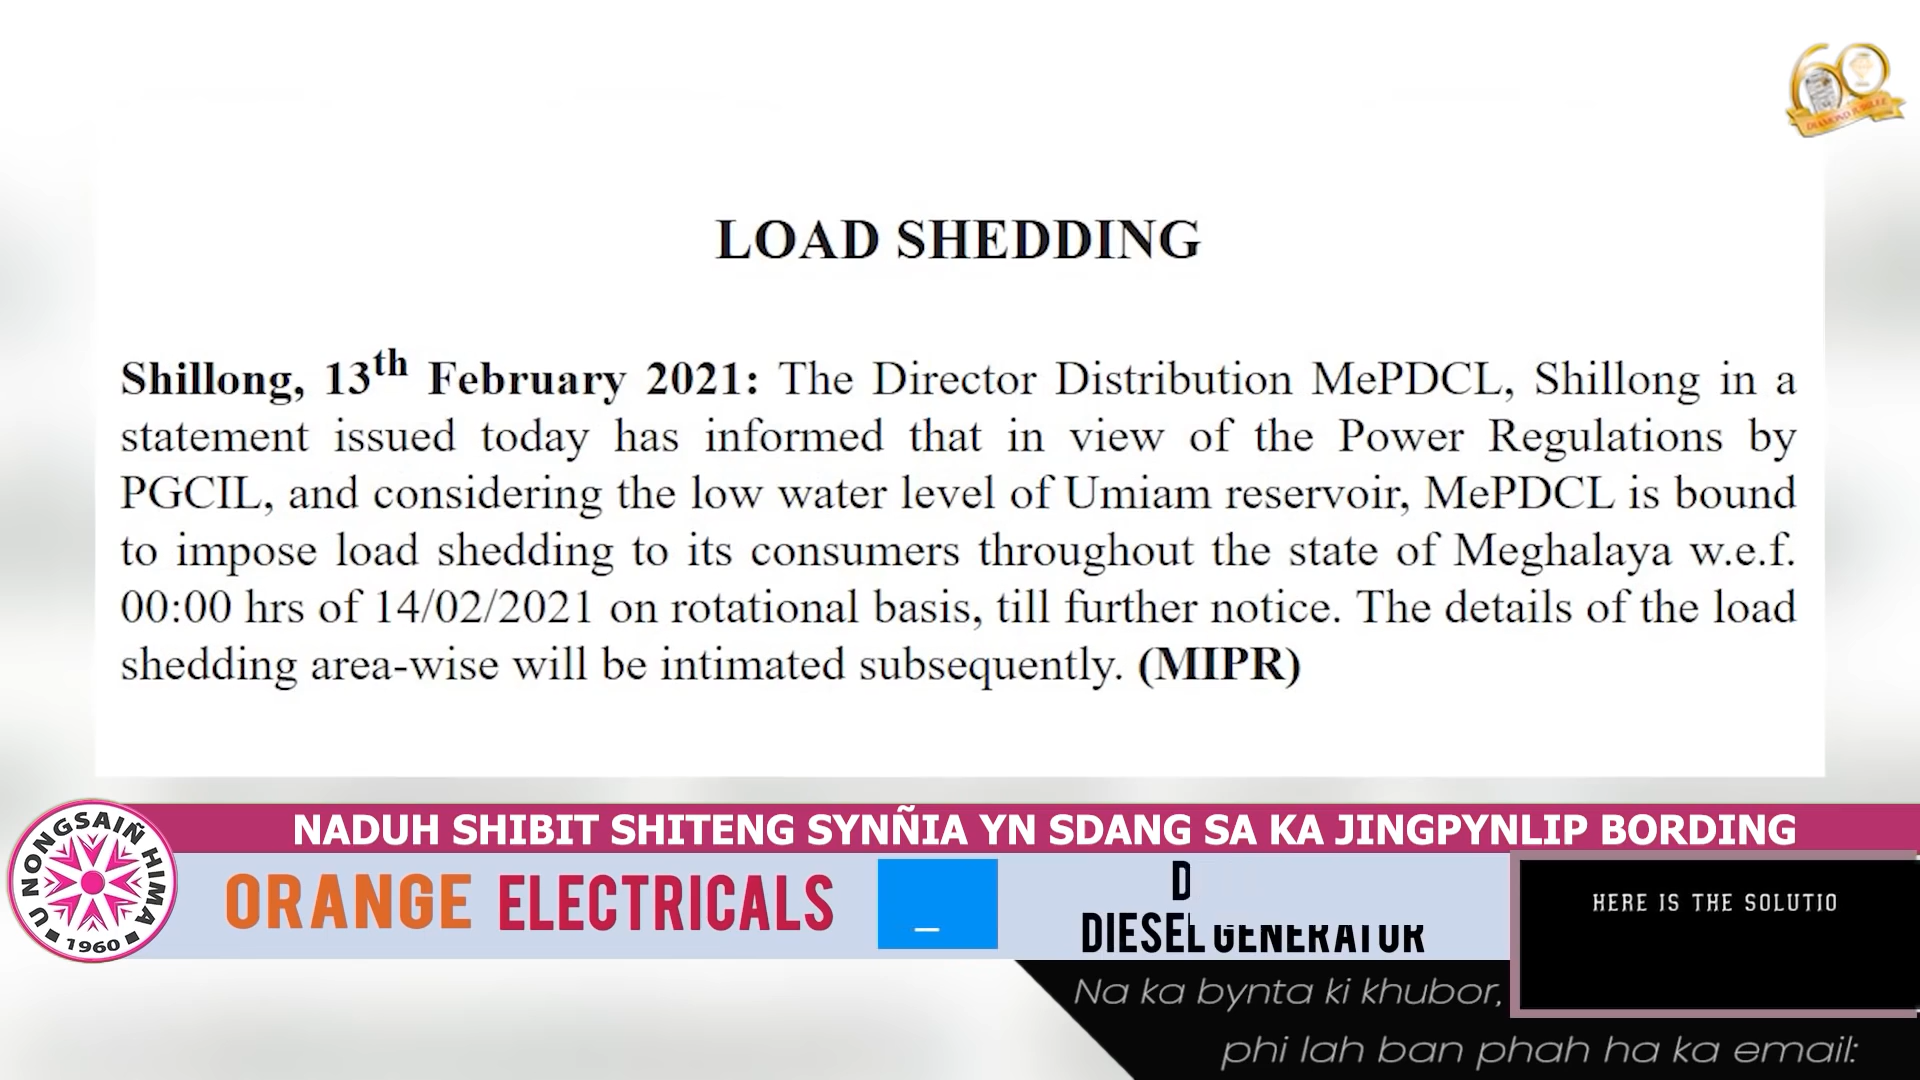 DIAMOND JUBILEE
LOAD SHEDDING
Shillong, 13th February 2021: The Director Distribution MePDCL, Shillong in a
statement issued today has informed that in view of the Power Regulations by
PGCIL, and considering the low water level of Umiam reservoir, MePDCL is bound
to impose load shedding to its consumers throughout the state of Meghalaya w.e.f.
00:00 hrs of 14/02/2021 on rotational basis, till further notice. The details of the load
shedding area-wise will be intimated subsequently. (MIPR)
U NONGSAIÑ HIMA
1960
NADUH SHIBIT SHITENG SYNÑIA YN SDANG SA KA JINGPYNLIP BORDING
ORANGE ELECTRICALS
D
DIESEL GENERATOR
HERE IS THE SOLUTIO
Na ka bynta ki khubor,
phi lah ban phah ha ka email: